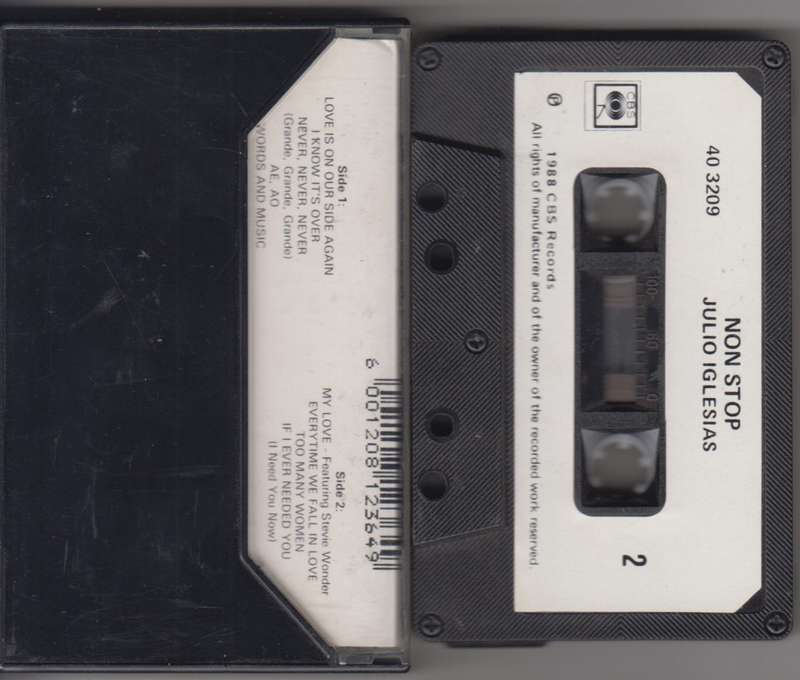 Side 1:
LOVE IS ON OUR SIDE AGAIN
I KNOW IT'S OVER
NEVER, NEVER, NEVER
(Grande, Grande, Grande)
AE, AO
WORDS AND MUSIC
Side 2:
MY LOVE - Featuring Stevie Wonder
EVERYTIME WE FALL IN LOVE
TOO MANY WOMEN
IF I EVER NEEDED YOU
(I Need You Now)
6 001208 123649
NON STOP
JULIO IGLESIAS
40 3209
2
100
50
0
CBS
℗ 1988 CBS Records
All rights of manufacturer and of the owner of the recorded work reserved.